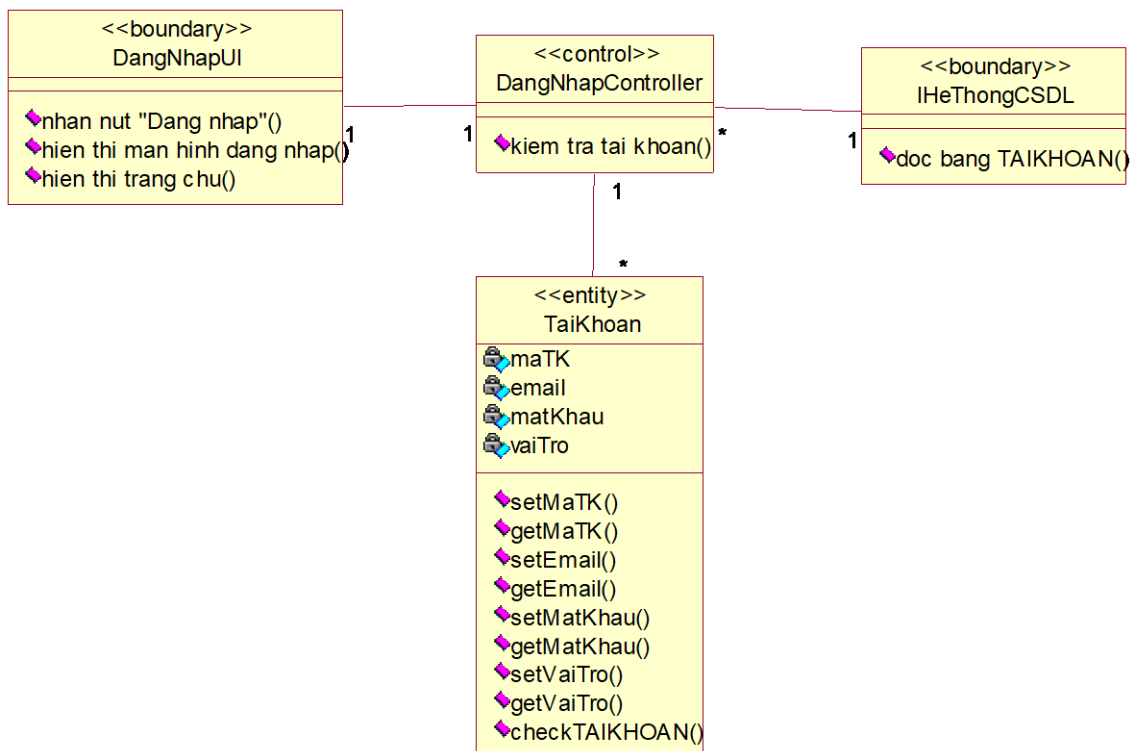 <<boundary>>
DangNhapUI
nhan nut "Dang nhap"()
hien thi man hinh dang nhap()
hien thi trang chu()
1
1
<<control>>
DangNhapController
kiem tra tai khoan()
*
1
<<boundary>>
IHeThongCSDL
doc bang TAIKHOAN()
1
*
<<entity>>
TaiKhoan
maTK
email
matKhau
vaiTro
setMaTK()
getMaTK()
setEmail()
getEmail()
setMatKhau()
getMatKhau()
setVaiTro()
getVaiTro()
checkTAIKHOAN()